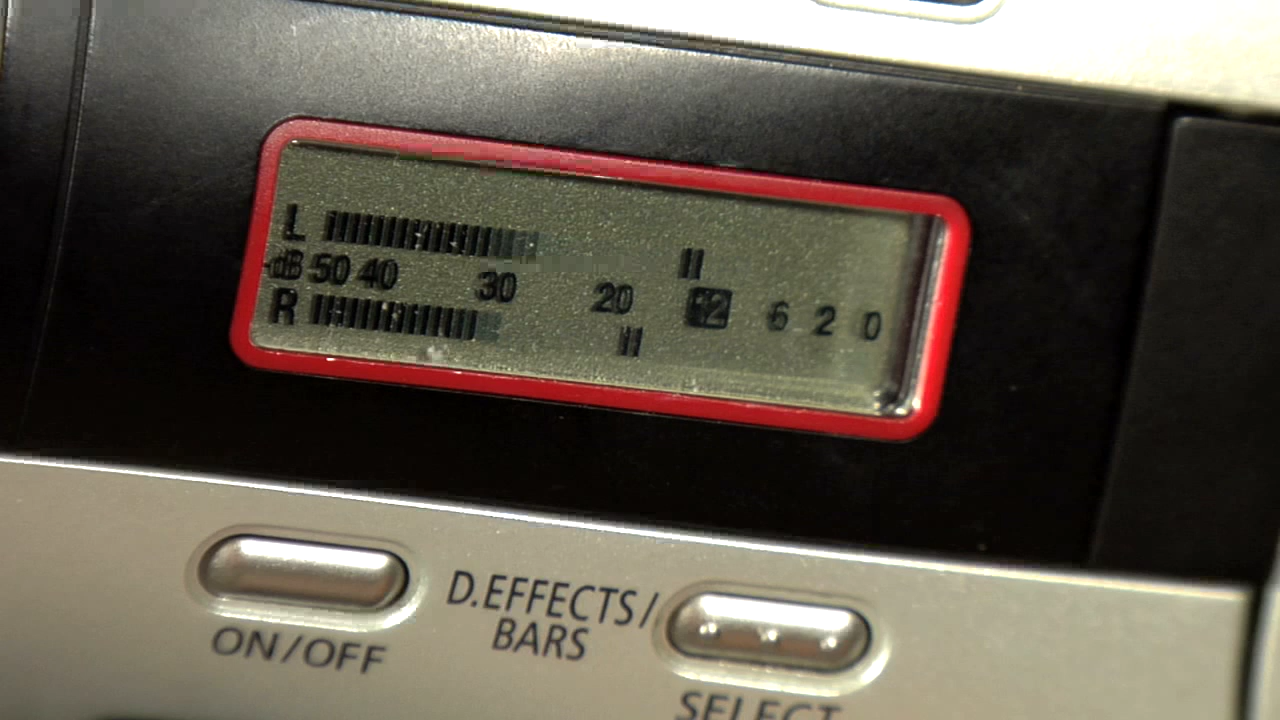 L
-dB 50 40 30 20 12 6 2 0
R
ON/OFF
D.EFFECTS/
BARS
SELECT